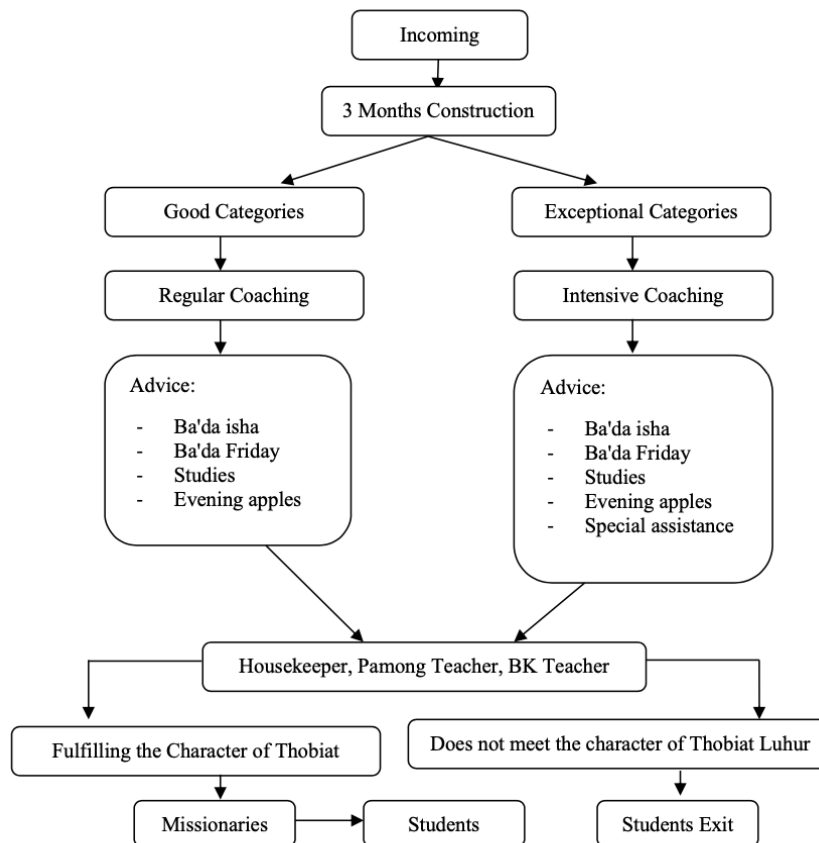 Incoming
3 Months Construction
Good Categories
Exceptional Categories
Regular Coaching
Intensive Coaching
Advice:
- Ba'da isha
- Ba'da Friday
- Studies
- Evening apples
Advice:
- Ba'da isha
- Ba'da Friday
- Studies
- Evening apples
- Special assistance
Housekeeper, Pamong Teacher, BK Teacher
Fulfilling the Character of Thobiat
Does not meet the character of Thobiat Luhur
Missionaries
Students
Students Exit